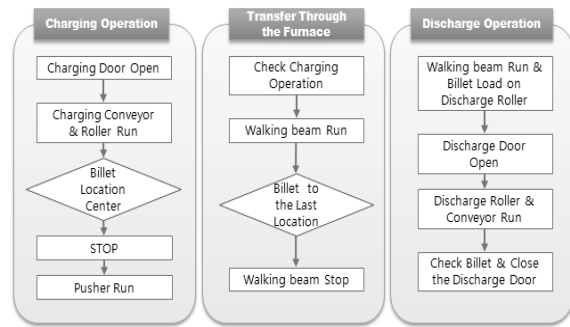 Charging Operation
Charging Door Open
Charging Conveyor
& Roller Run
Billet
Location
Center
STOP
Pusher Run
Transfer Through
the Furnace
Check Charging
Operation
Walking beam Run
Billet to
the Last
Location
Walking beam Stop
Discharge Operation
Walking beam Run &
Billet Load on
Discharge Roller
Discharge Door
Open
Discharge Roller &
Conveyor Run
Check Billet & Close
the Discharge Door